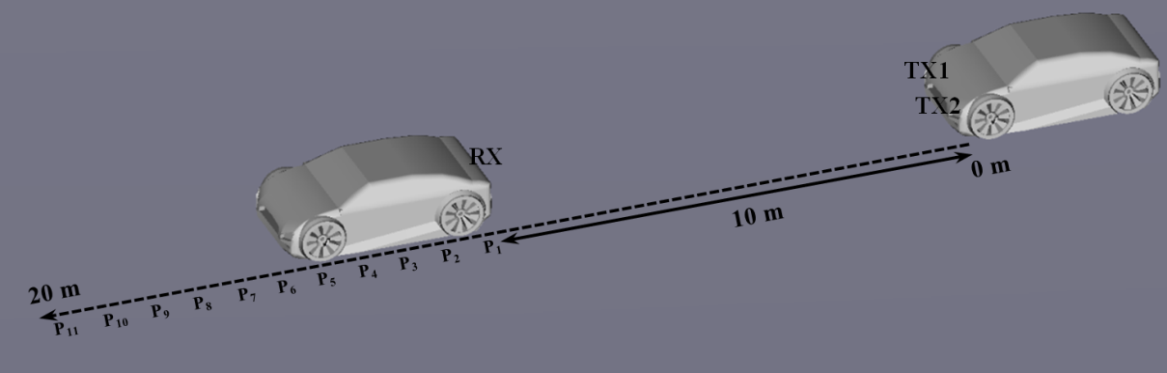 TX1
TX2
RX
0 m
10 m
P₁
P₂
P₃
P₄
P₅
P₆
P₇
P₈
P₉
P₁₀
P₁₁
20 m